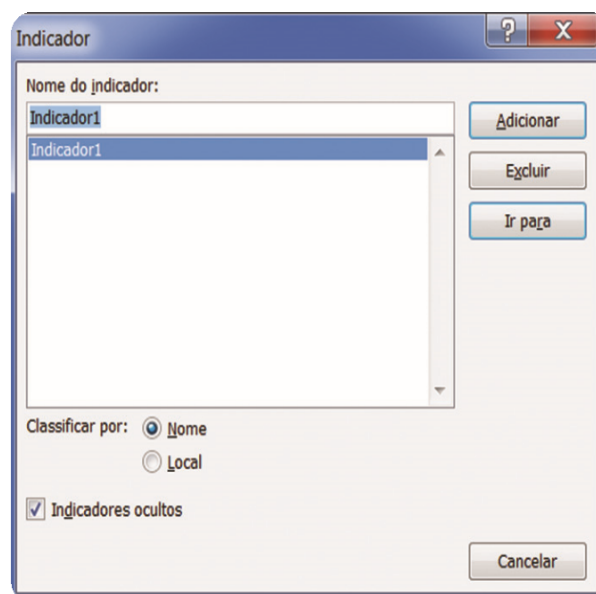 Indicador
Nome do indicador:
Indicador1
Adicionar
Indicador1
Excluir
Ir para
Classificar por:
Nome
Local
Indicadores ocultos
Cancelar